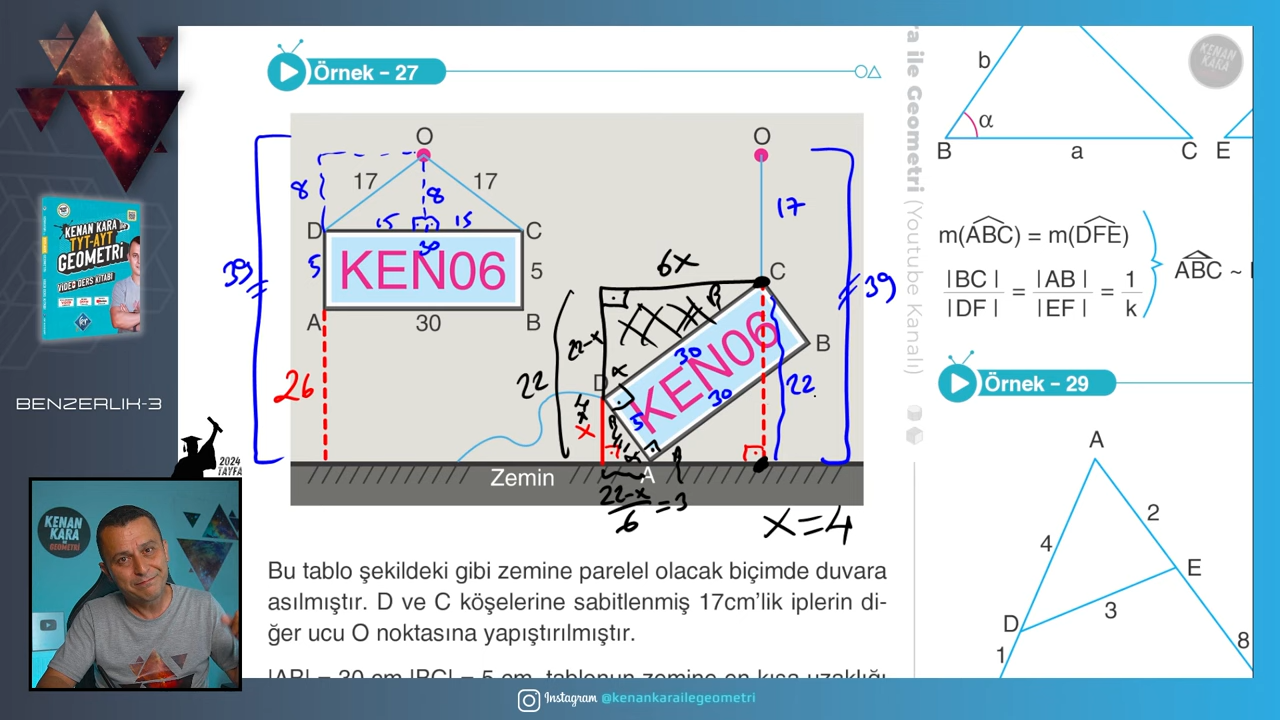 Örnek – 27
O
17
17
8
8
15
15
30
D
C
5
5
KEN06
A
30
B
39
26
O
17
C
6x
39
22-x
β
α
30
KEN06
B
D
30
22
22
4
x
5
α
β
Zemin
A
22-x
6
=3
x=4
Bu tablo şekildeki gibi zemine parelel olacak biçimde duvara
asılmıştır. D ve C köşelerine sabitlenmiş 17cm’lik iplerin di-
ğer ucu O noktasına yapıştırılmıştır.
ra ile Geometri (Youtube Kanalı)
KENAN
KARA
b
α
B
a
C
E
m(ABC) = m(DFE)
|BC|
|DF|
=
|AB|
|EF|
=
1
k
ABC ~
Örnek – 29
A
2
4
E
3
D
1
8
KENAN KARA
TYT-AYT
GEOMETRİ
VİDEO DERS KİTABI
BENZERLIK-3
2024
TAYFA
KENAN
KARA
GEOMETRİ
Instagram @kenankarailegeometri